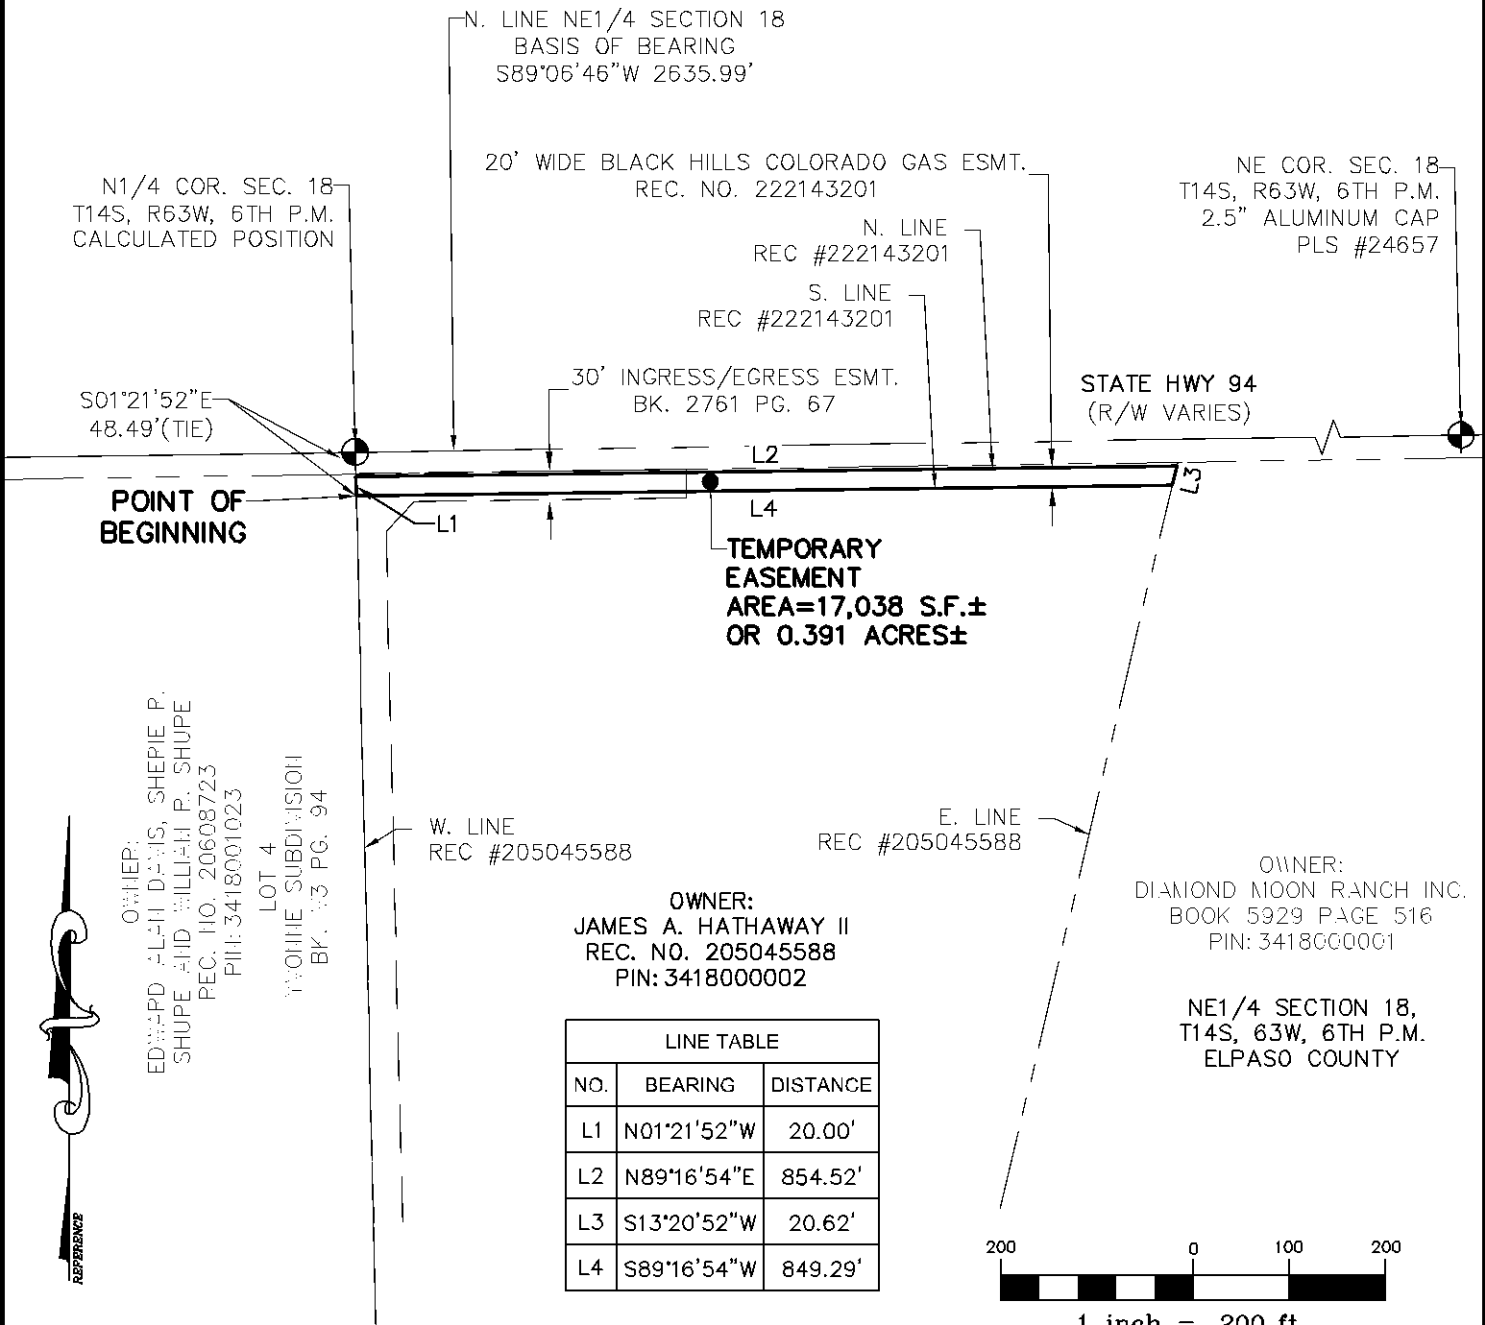 N. LINE NE1/4 SECTION 18
BASIS OF BEARING
S89°06'46"W 2635.99'
20' WIDE BLACK HILLS COLORADO GAS ESMT.
REC. NO. 222143201
NE COR. SEC. 18
T14S, R63W, 6TH P.M.
2.5" ALUMINUM CAP
PLS #24657
N1/4 COR. SEC. 18
T14S, R63W, 6TH P.M.
CALCULATED POSITION
N. LINE
REC #222143201
S. LINE
REC #222143201
30' INGRESS/EGRESS ESMT.
BK. 2761 PG. 67
STATE HWY 94
(R/W VARIES)
S01°21'52"E
48.49'(TIE)
L2
L3
POINT OF
BEGINNING
L1
L4
TEMPORARY
EASEMENT
AREA=17,038 S.F.±
OR 0.391 ACRES±
OWNER:
EDWARD ALAN DAVIS, SHERIE P.
SHUPE AND WILLIAM R. SHUPE
REC. NO. 20608723
PIN: 3418001023
LOT 4
YVONNE SUBDIVISION
BK. PG. 94
W. LINE
REC #205045588
E. LINE
REC #205045588
OWNER:
JAMES A. HATHAWAY II
REC. NO. 205045588
PIN: 3418000002
OWNER:
DIAMOND MOON RANCH INC.
BOOK 5929 PAGE 516
PIN: 3418000001
NE1/4 SECTION 18,
T14S, 63W, 6TH P.M.
ELPASO COUNTY
LINE TABLE
NO. BEARING DISTANCE
L1 N01°21'52"W 20.00'
L2 N89°16'54"E 854.52'
L3 S13°20'52"W 20.62'
L4 S89°16'54"W 849.29'
REFERENCE
200 0 100 200
1 inch = 200 ft.